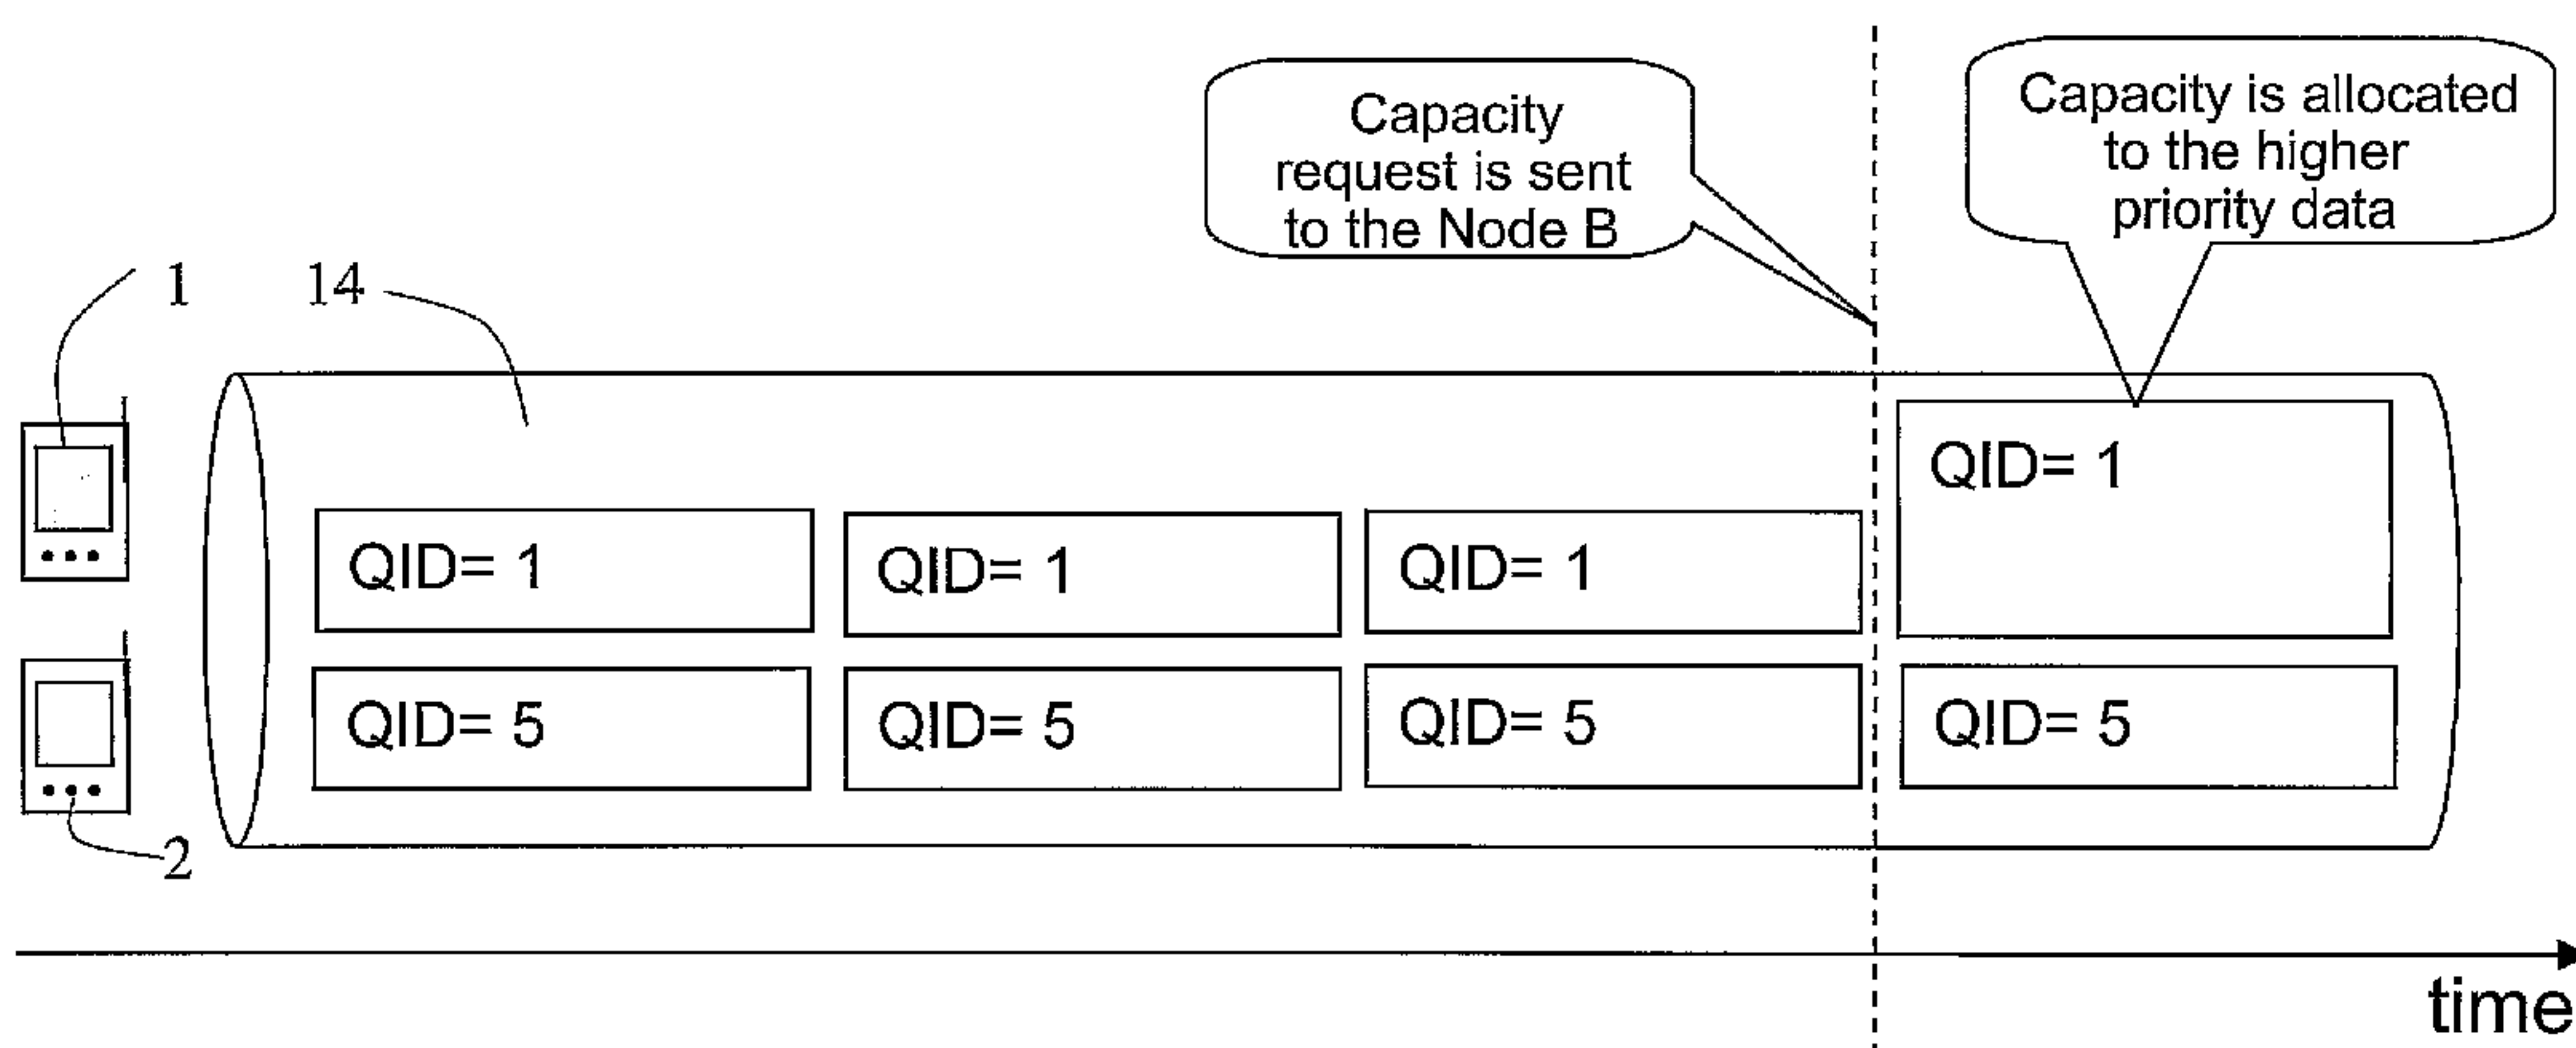 Capacity
request is sent
to the Node B
Capacity is allocated
to the higher
priority data
1
14
QID= 1
QID= 1
QID= 1
QID= 1
QID= 5
QID= 5
QID= 5
QID= 5
2
time